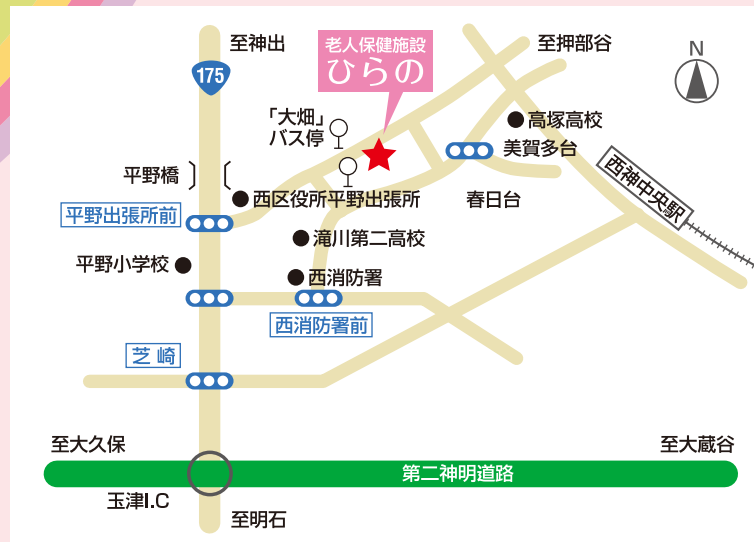 至神出
老人保健施設
ひらの
至押部谷
N
175
「大畑」
バス停
高塚高校
美賀多台
平野橋
西神中央駅
西区役所平野出張所
春日台
平野出張所前
滝川第二高校
平野小学校
西消防署
西消防署前
芝崎
至大久保
至大蔵谷
第二神明道路
玉津I.C
至明石